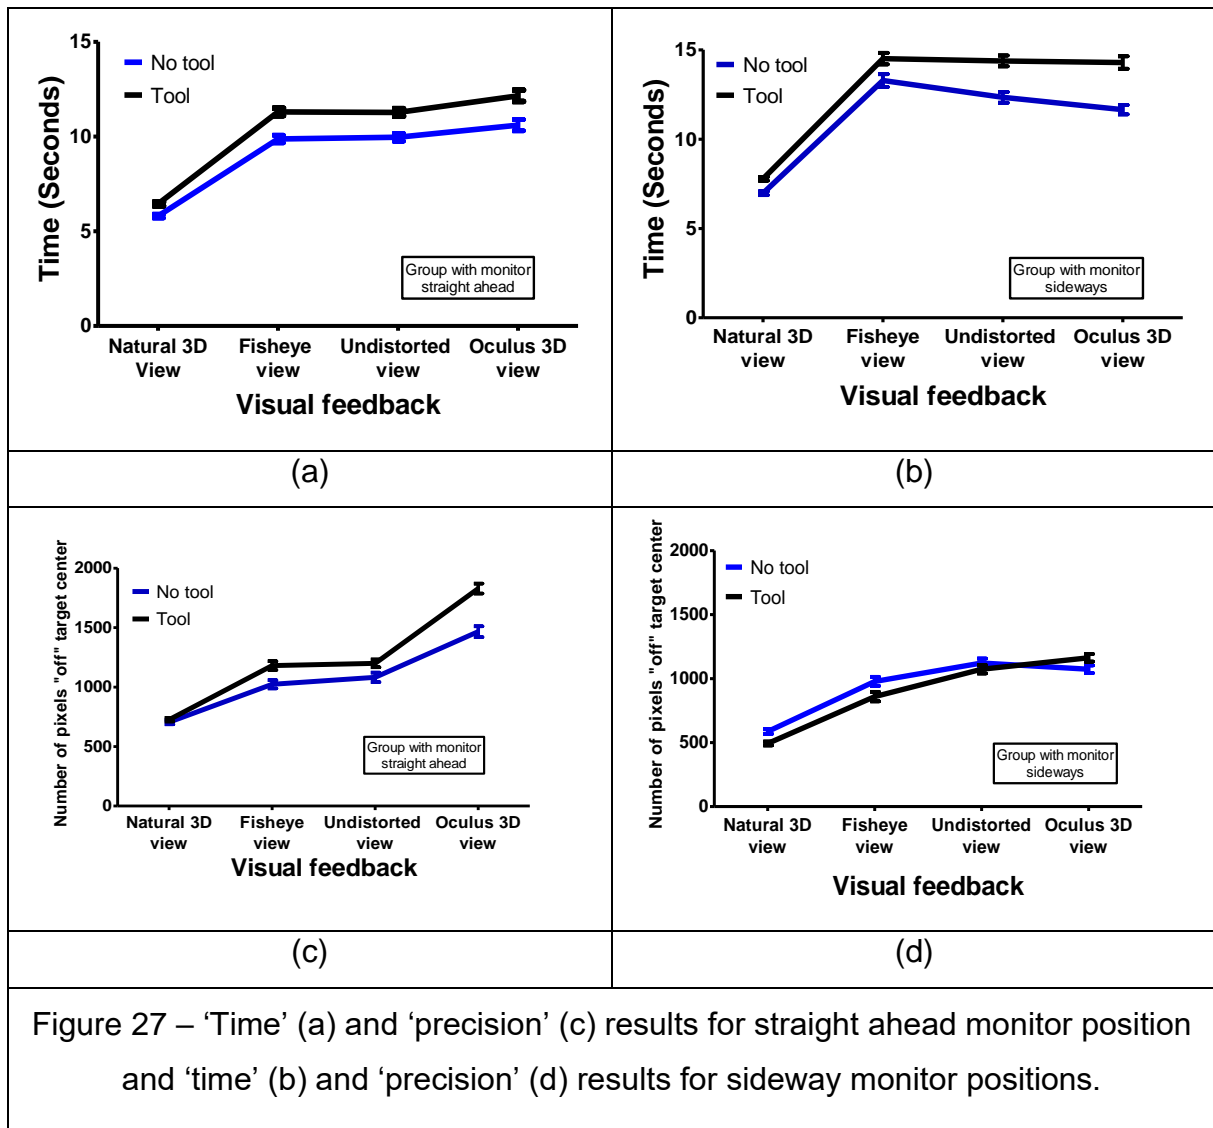 15
10
5
0
Time (Seconds)
No tool
Tool
Group with monitor
straight ahead
Natural 3D
View
Fisheye
view
Undistorted
view
Oculus 3D
view
Visual feedback
15
10
5
0
Time (Seconds)
No tool
Tool
Group with monitor
sideways
Natural 3D
view
Fisheye
view
Undistorted
view
Oculus 3D
view
Visual feedback
(a)
(b)
2000
1500
1000
500
0
Number of pixels "off" target center
No tool
Tool
Group with monitor
straight ahead
Natural 3D
view
Fisheye
view
Undistorted
view
Oculus 3D
view
Visual feedback
2000
1500
1000
500
0
Number of pixels "off" target center
No tool
Tool
Group with monitor
sideways
Natural 3D
view
Fisheye
view
Undistorted
view
Oculus 3D
view
Visual feedback
(c)
(d)
Figure 27 – ‘Time’ (a) and ‘precision’ (c) results for straight ahead monitor position
and ‘time’ (b) and ‘precision’ (d) results for sideway monitor positions.